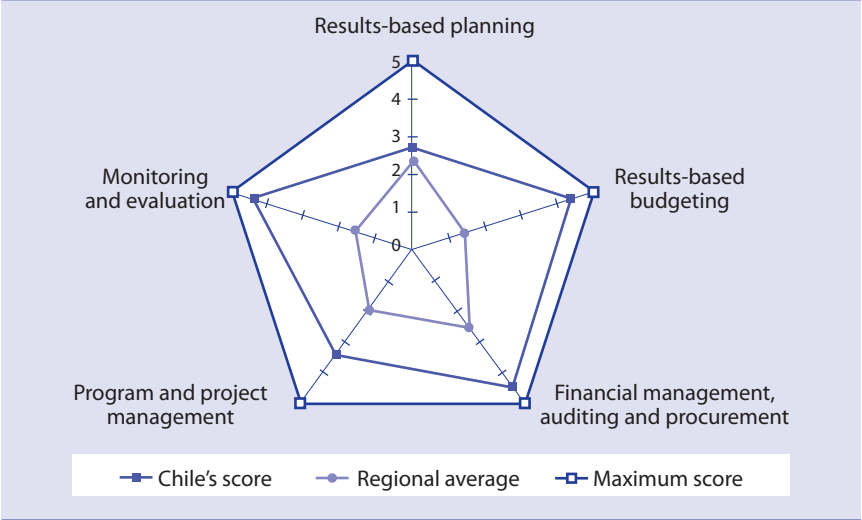 Results-based planning
5
4
3
2
1
0
Monitoring
and evaluation
Results-based
budgeting
Program and project
management
Financial management,
auditing and procurement
Chile's score
Regional average
Maximum score